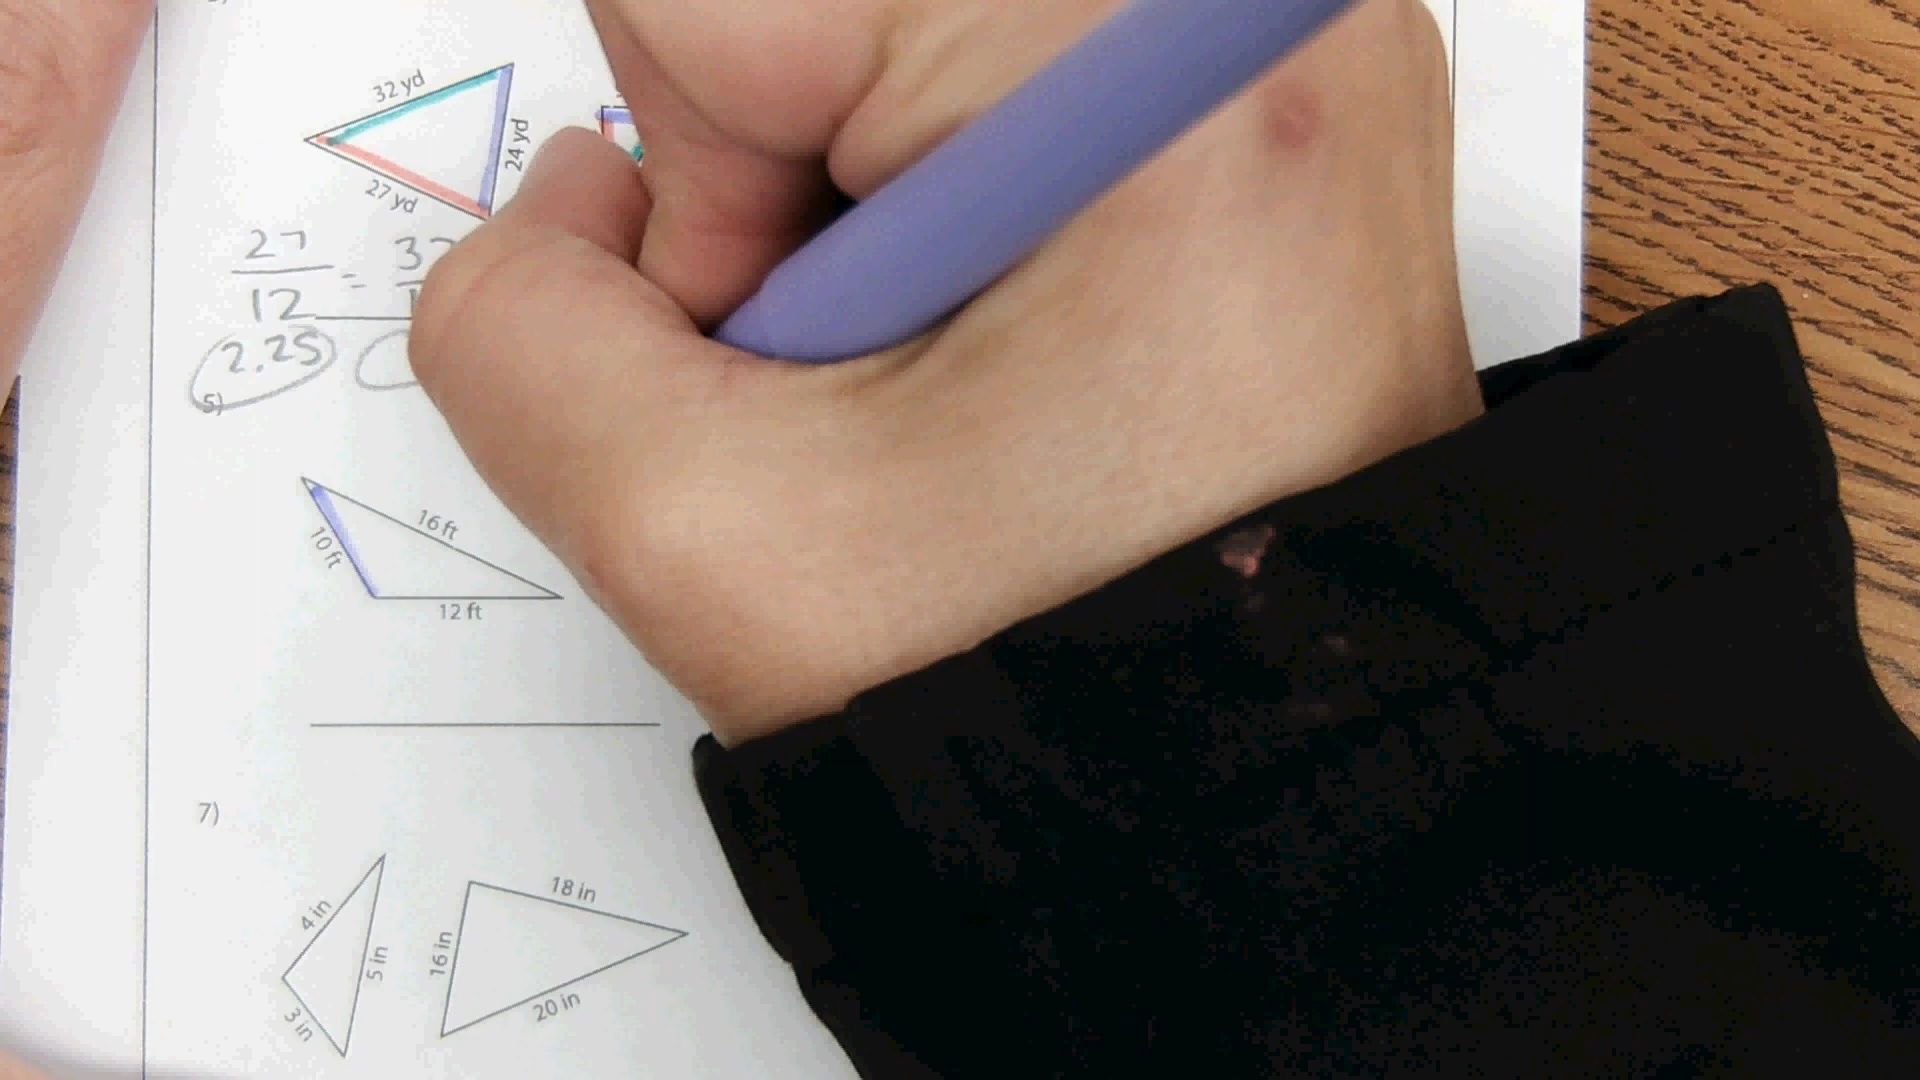 32 yd
24 yd
27 yd
27 = 32
12
2.25
5)
16 ft
10 ft
12 ft
7)
18 in
4 in
16 in
5 in
20 in
3 in